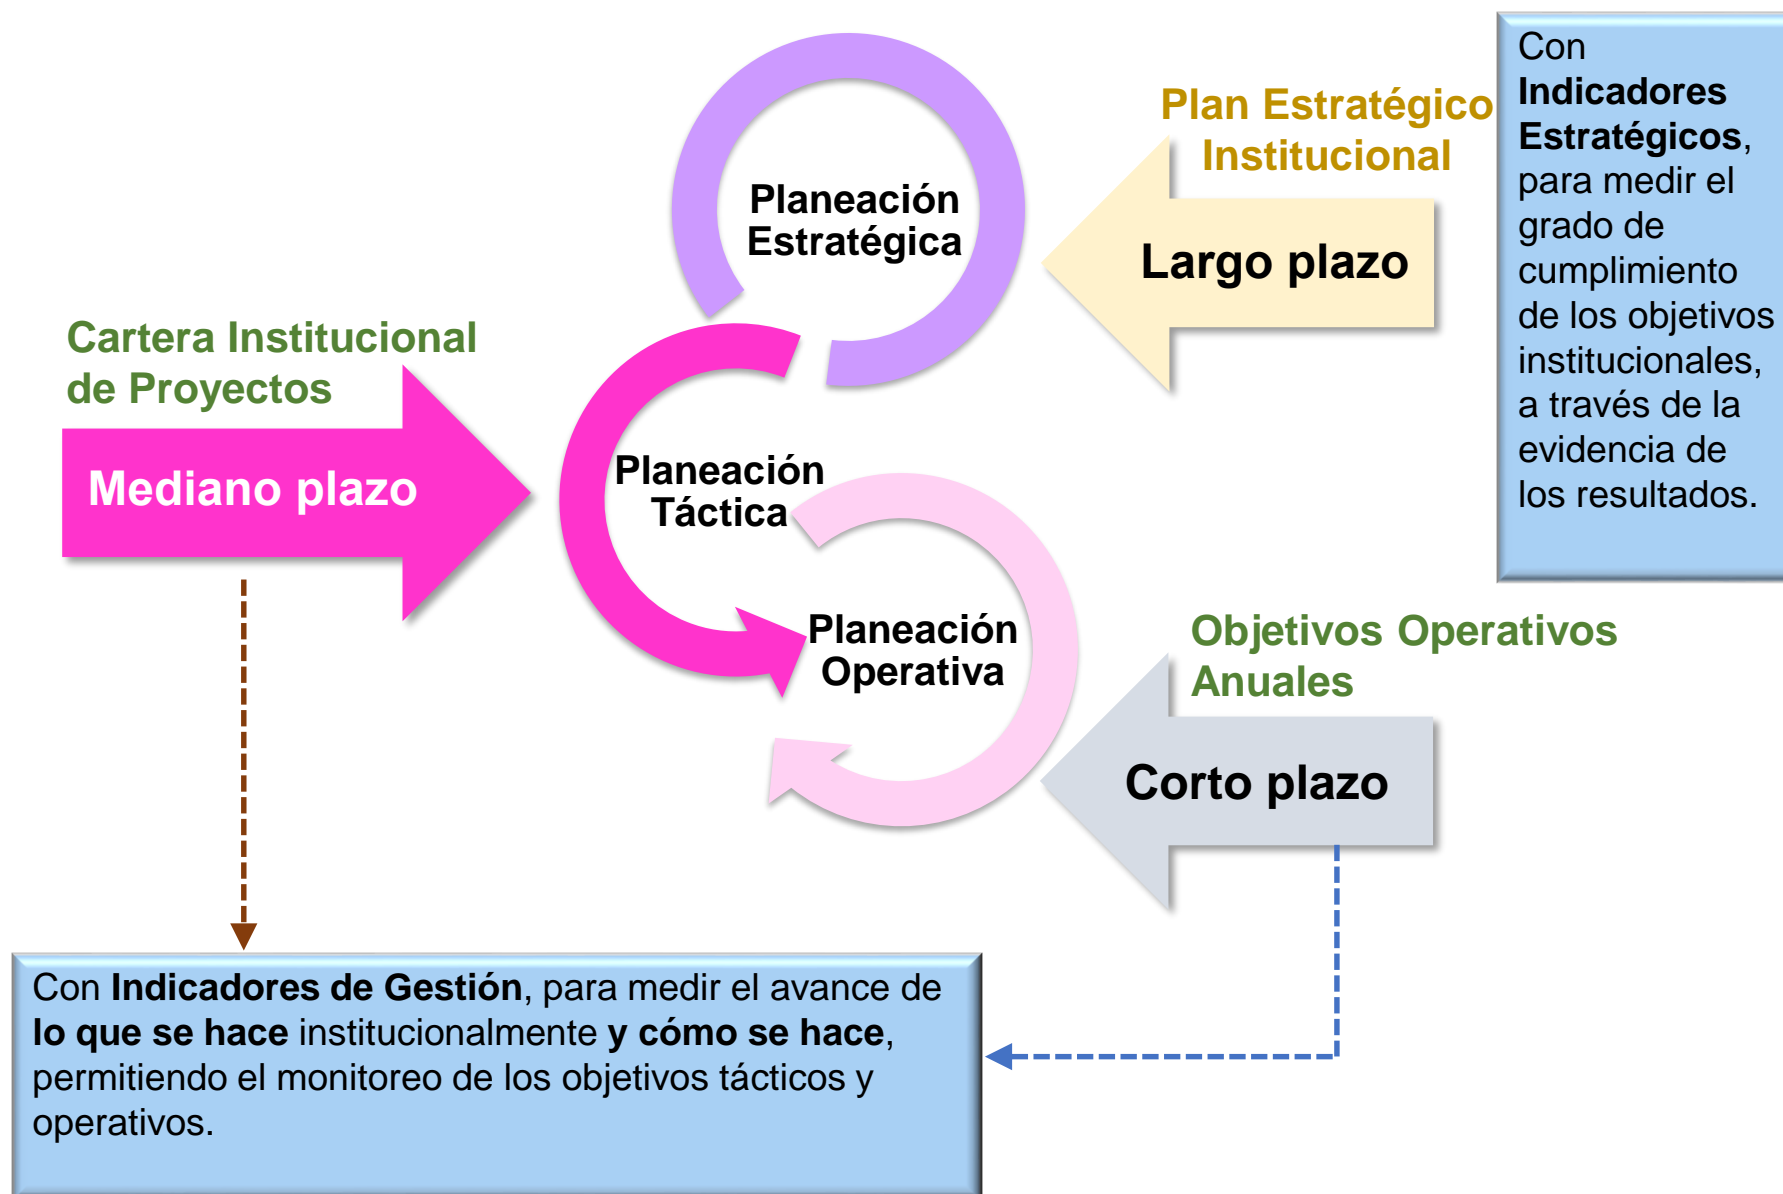 Con
Indicadores
Estratégicos,
para medir el
grado de
cumplimiento
de los objetivos
institucionales,
a través de la
evidencia de
los resultados.
Plan Estratégico
Institucional
Largo plazo
Planeación
Estratégica
Cartera Institucional
de Proyectos
Mediano plazo
Planeación
Táctica
Planeación
Operativa
Objetivos Operativos
Anuales
Corto plazo
Con Indicadores de Gestión, para medir el avance de
lo que se hace institucionalmente y cómo se hace,
permitiendo el monitoreo de los objetivos tácticos y
operativos.